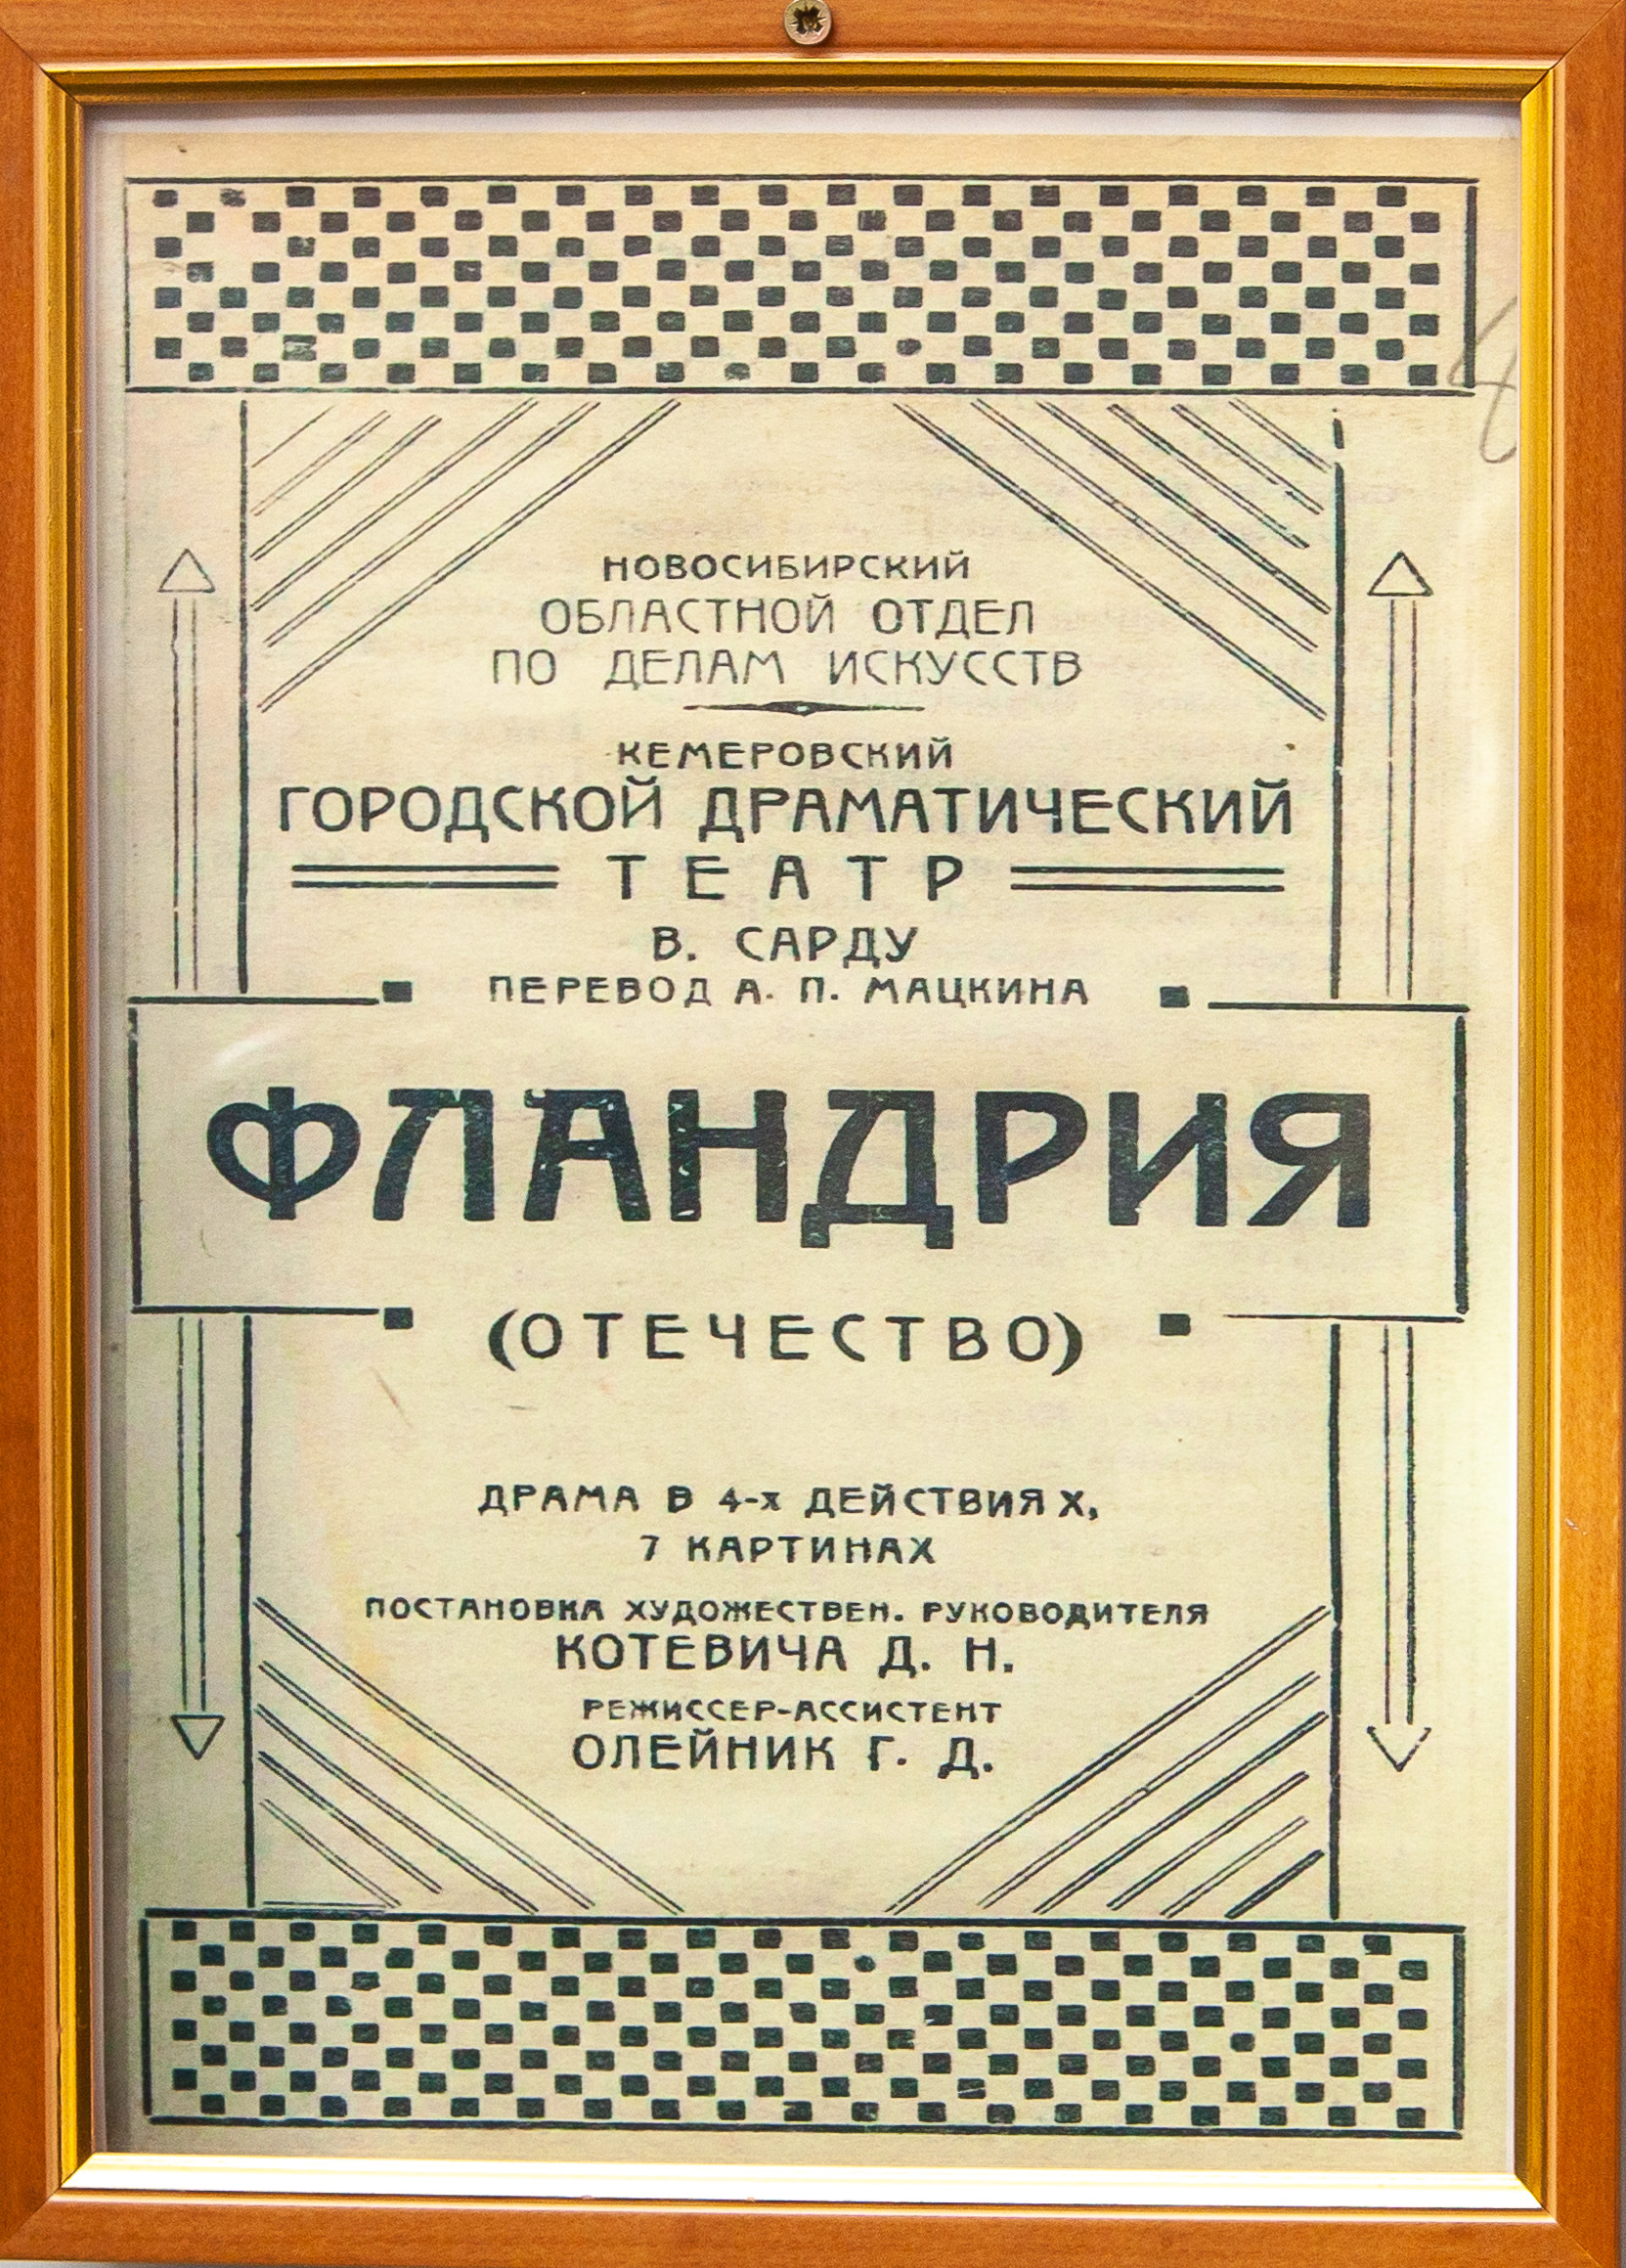 НОВОСИБИРСКИЙ
ОБЛАСТНОЙ ОТДЕЛ
ПО ДЕЛАМ ИСКУССТВ
КЕМЕРОВСКИЙ
ГОРОДСКОЙ ДРАМАТИЧЕСКИЙ
ТЕАТР
В. САРДУ
ПЕРЕВОД А. П. МАЦКИНА
ФЛАНДРИЯ
(ОТЕЧЕСТВО)
ДРАМА В 4-х ДЕЙСТВИЯХ,
7 КАРТИНАХ
ПОСТАНОВКА ХУДОЖЕСТВЕН. РУКОВОДИТЕЛЯ
КОТЕВИЧА Д. Н.
РЕЖИССЕР-АССИСТЕНТ
ОЛЕЙНИК Г. Д.